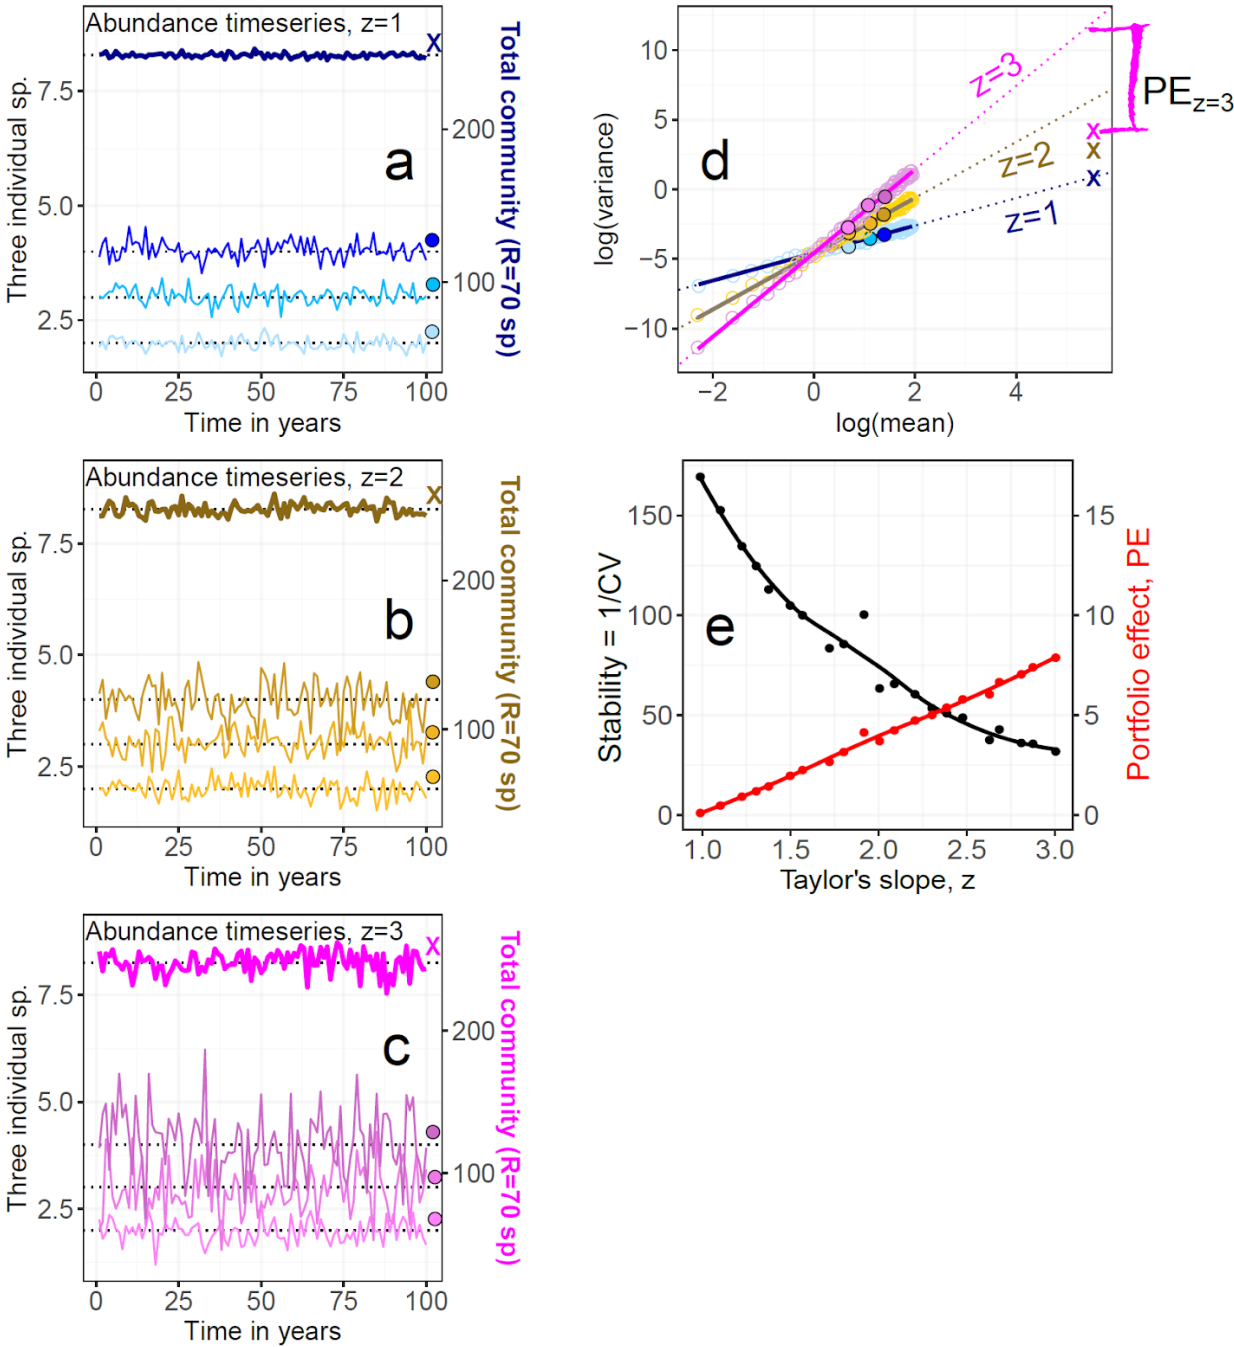 Abundance timeseries, z=1
X
Three individual sp.
7.5
5.0
2.5
200
100
Total community (R=70 sp)
a
0 25 50 75 100
Time in years
Abundance timeseries, z=2
X
Three individual sp.
7.5
5.0
2.5
200
100
Total community (R=70 sp)
b
0 25 50 75 100
Time in years
Abundance timeseries, z=3
X
Three individual sp.
7.5
5.0
2.5
200
100
Total community (R=70 sp)
c
0 25 50 75 100
Time in years
d
log(variance)
10
5
0
−5
−10
z=3
z=2
z=1
X
X
X
PEz=3
−2 0 2 4
log(mean)
e
Stability = 1/CV
150
100
50
0
15
10
5
0
Portfolio effect, PE
1.0 1.5 2.0 2.5 3.0
Taylor's slope, z